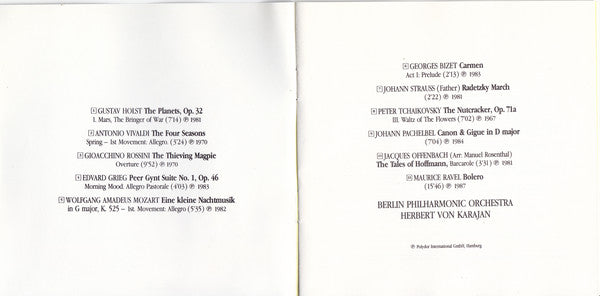 1 GUSTAV HOLST The Planets, Op. 32
I. Mars, The Bringer of War (7'14) ℗ 1981
2 ANTONIO VIVALDI The Four Seasons
Spring – 1st Movement: Allegro. (3'24) ℗ 1970
3 GIOACCHINO ROSSINI The Thieving Magpie
Overture (9'52) ℗ 1970
4 EDVARD GRIEG Peer Gynt Suite No. 1, Op. 46
Morning Mood. Allegro Pastorale (4'03) ℗ 1983
5 WOLFGANG AMADEUS MOZART Eine kleine Nachtmusik
in G major, K. 525 – 1st. Movement: Allegro (5'35) ℗ 1982
6 GEORGES BIZET Carmen
Act I: Prelude (2'13) ℗ 1983
7 JOHANN STRAUSS (Father) Radetzky March
(2'22) ℗ 1981
8 PETER TCHAIKOVSKY The Nutcracker, Op. 71a
III. Waltz of The Flowers (7'02) ℗ 1967
9 JOHANN PACHELBEL Canon & Gigue in D major
(7'04) ℗ 1984
10 JACQUES OFFENBACH (Arr: Manuel Rosenthal)
The Tales of Hoffmann, Barcarole (3'31) ℗ 1981
11 MAURICE RAVEL Bolero
(15'46) ℗ 1987
BERLIN PHILHARMONIC ORCHESTRA
HERBERT VON KARAJAN
℗ Polydor International GmbH, Hamburg